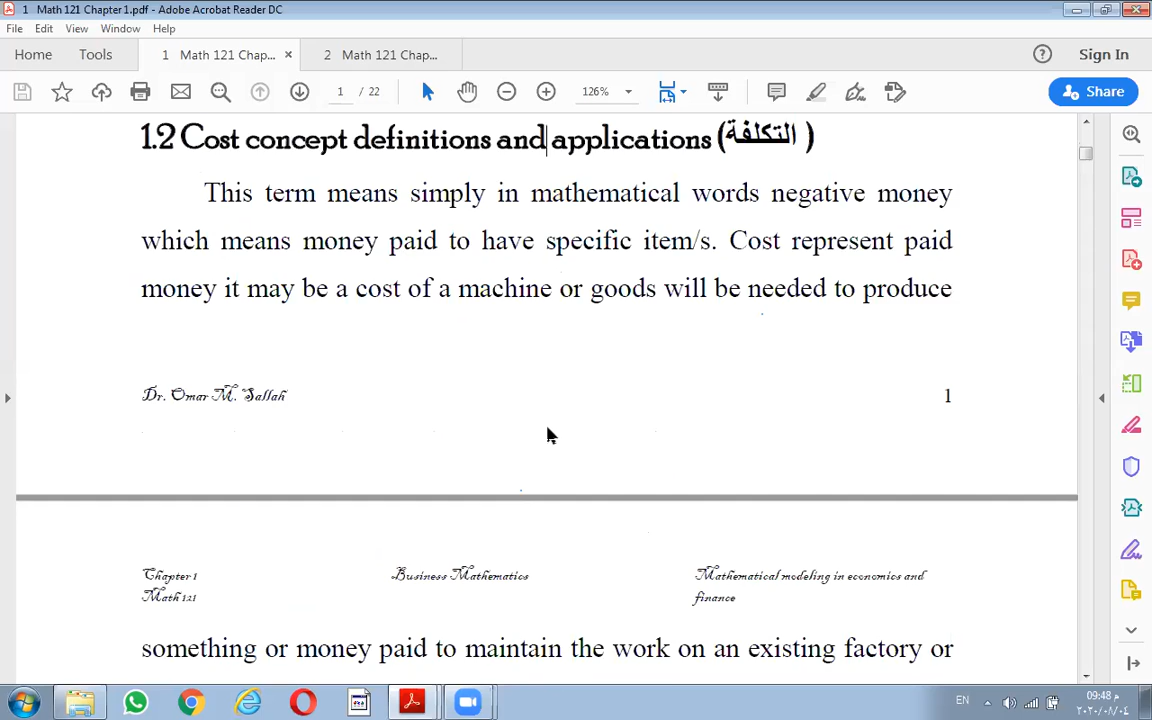 1 Math 121 Chapter 1.pdf - Adobe Acrobat Reader DC
File Edit View Window Help
Home Tools 1 Math 121 Chap... × 2 Math 121 Chap... Sign In
1 / 22 126% Share
1.2 Cost concept definitions and applications (التكلفة )
This term means simply in mathematical words negative money
which means money paid to have specific item/s. Cost represent paid
money it may be a cost of a machine or goods will be needed to produce
Dr. Omar M. Sallah 1
Chapter 1 Business Mathematics Mathematical modeling in economics and
Math 121 finance
something or money paid to maintain the work on an existing factory or
EN 09:48 م
٢٠٢٠/٠٨/٠٤